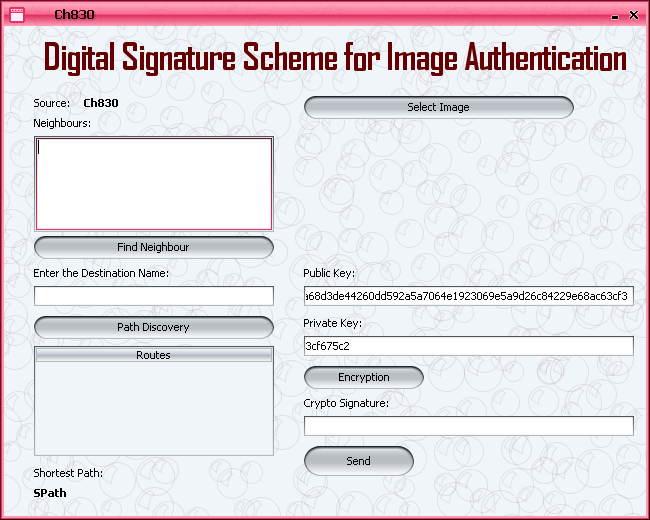 Ch830
Digital Signature Scheme for Image Authentication
Source: Ch830
Select Image
Neighbours:
Find Neighbour
Enter the Destination Name:
Path Discovery
Routes
Shortest Path:
SPath
Public Key:
a68d3de44260dd592a5a7064e1923069e5a9d26c84229e68ac63cf3
Private Key:
3cf675c2
Encryption
Crypto Signature:
Send